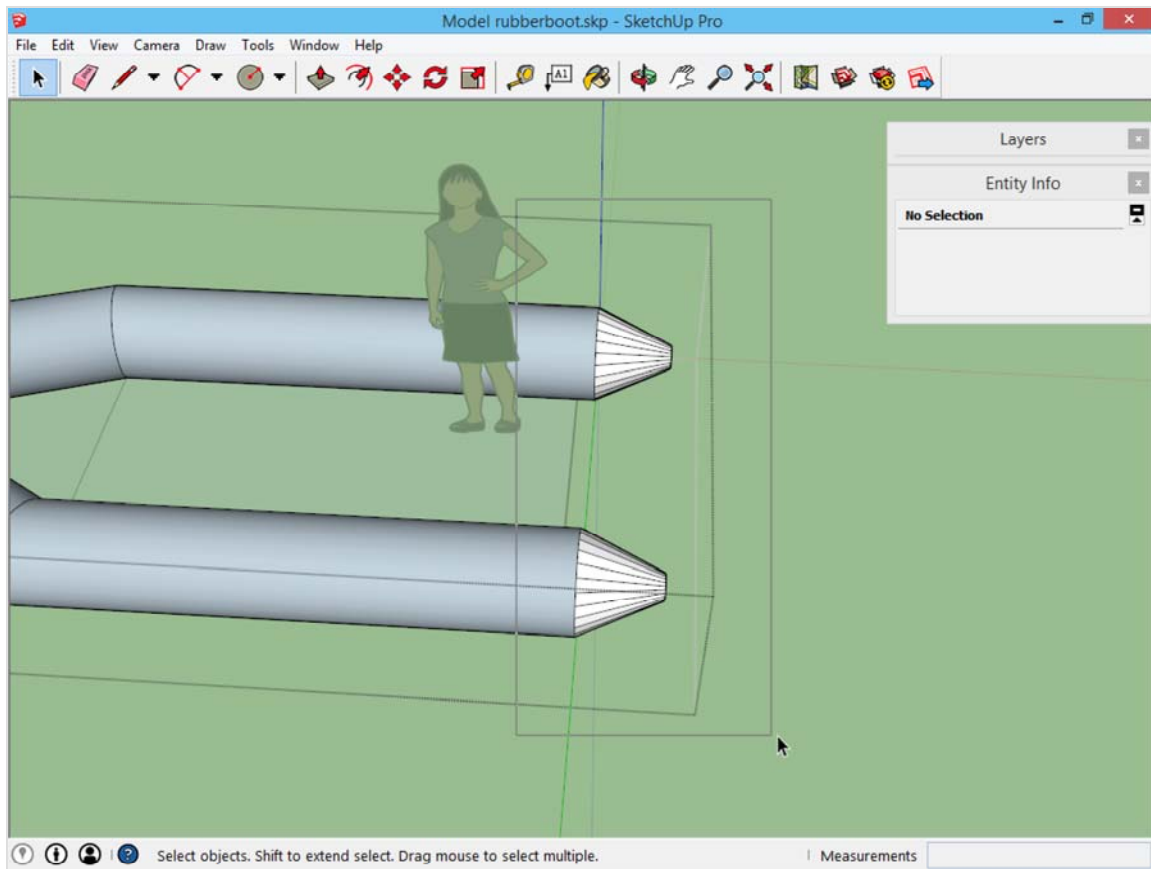 Model rubberboot.skp - SketchUp Pro
File Edit View Camera Draw Tools Window Help
A1
Layers
Entity Info
No Selection
Select objects. Shift to extend select. Drag mouse to select multiple.
Measurements